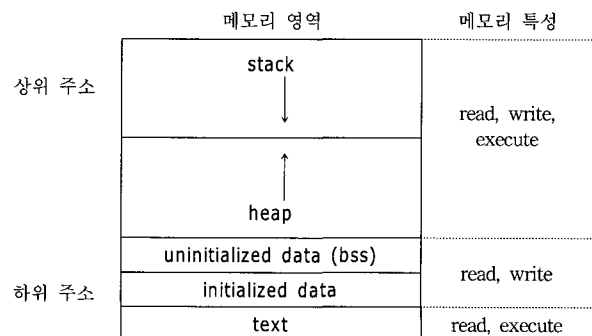 메모리 영역 메모리 특성
stack
상위 주소
read, write,
execute
heap
uninitialized data (bss)
read, write
하위 주소 initialized data
text read, execute